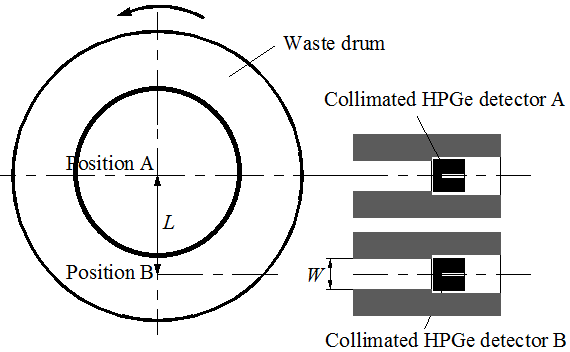 Waste drum
Collimated HPGe detector A
Position A
L
Position B
W
Collimated HPGe detector B